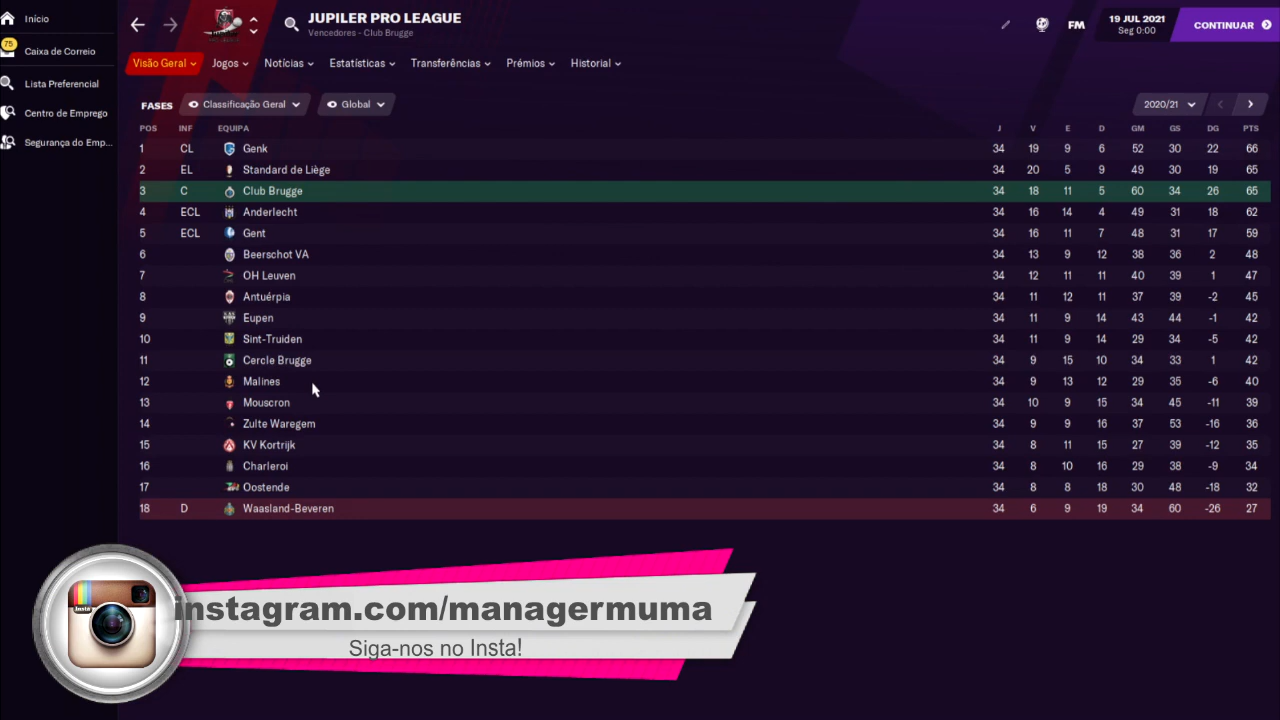 Início
75
Caixa de Correio
Lista Preferencial
Centro de Emprego
Segurança do Emp...
JUPILER PRO LEAGUE
Vencedores - Club Brugge
FM
19 JUL 2021
Seg 0:00
CONTINUAR
Visão Geral Jogos Notícias Estatísticas Transferências Prémios Historial
FASES Classificação Geral Global 2020/21
POS INF EQUIPA J V E D GM GS DG PTS
1 CL Genk 34 19 9 6 52 30 22 66
2 EL Standard de Liège 34 20 5 9 49 30 19 65
3 C Club Brugge 34 18 11 5 60 34 26 65
4 ECL Anderlecht 34 16 14 4 49 31 18 62
5 ECL Gent 34 16 11 7 48 31 17 59
6 Beerschot VA 34 13 9 12 38 36 2 48
7 OH Leuven 34 12 11 11 40 39 1 47
8 Antuérpia 34 11 12 11 37 39 -2 45
9 Eupen 34 11 9 14 43 44 -1 42
10 Sint-Truiden 34 11 9 14 29 34 -5 42
11 Cercle Brugge 34 9 15 10 34 33 1 42
12 Malines 34 9 13 12 29 35 -6 40
13 Mouscron 34 10 9 15 34 45 -11 39
14 Zulte Waregem 34 9 9 16 37 53 -16 36
15 KV Kortrijk 34 8 11 15 27 39 -12 35
16 Charleroi 34 8 10 16 29 38 -9 34
17 Oostende 34 8 8 18 30 48 -18 32
18 D Waasland-Beveren 34 6 9 19 34 60 -26 27
Insta
instagram.com/managermuma
Siga-nos no Insta!